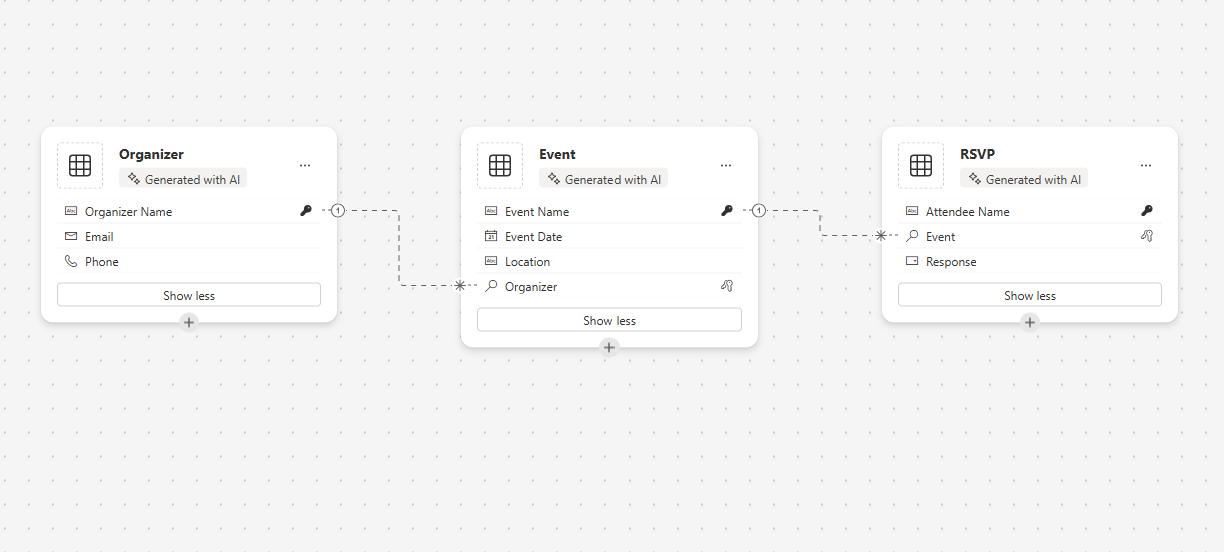 Organizer
Generated with AI
Organizer Name
1
Email
Phone
Show less
Event
Generated with AI
Event Name
1
Event Date
Location
Organizer
Show less
RSVP
Generated with AI
Attendee Name
Event
Response
Show less